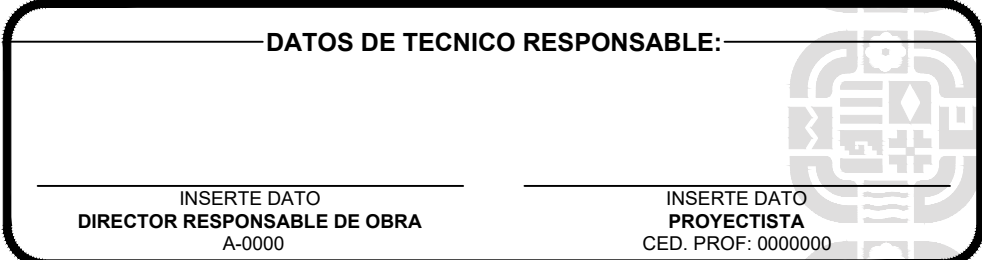 DATOS DE TECNICO RESPONSABLE:
INSERTE DATO
DIRECTOR RESPONSABLE DE OBRA
A-0000
INSERTE DATO
PROYECTISTA
CED. PROF: 0000000